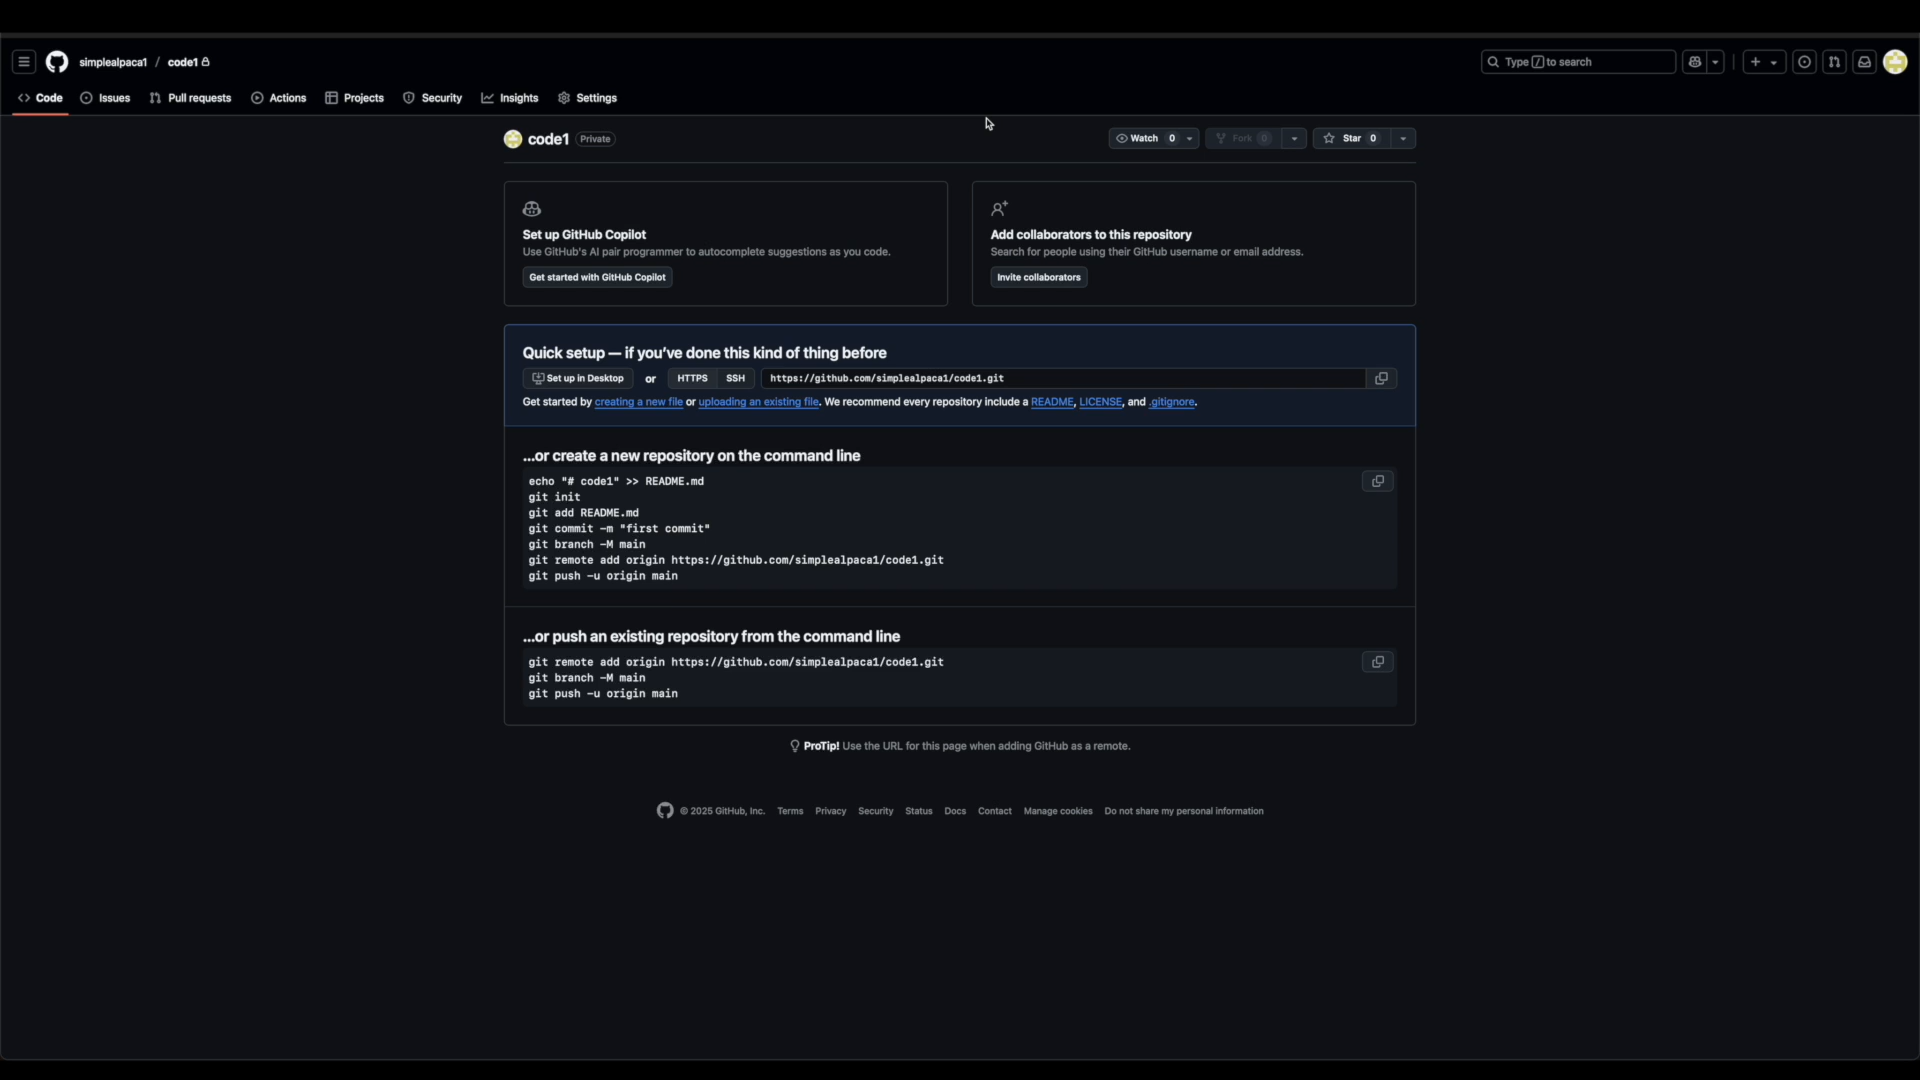 simplealpaca1 / code1
Type / to search
Code Issues Pull requests Actions Projects Security Insights Settings
code1 Private
Watch 0 Fork 0 Star 0
Set up GitHub Copilot
Use GitHub's AI pair programmer to autocomplete suggestions as you code.
Get started with GitHub Copilot
Add collaborators to this repository
Search for people using their GitHub username or email address.
Invite collaborators
Quick setup — if you've done this kind of thing before
Set up in Desktop or HTTPS SSH https://github.com/simplealpaca1/code1.git
Get started by creating a new file or uploading an existing file. We recommend every repository include a README, LICENSE, and .gitignore.
…or create a new repository on the command line
echo "# code1" >> README.md
git init
git add README.md
git commit -m "first commit"
git branch -M main
git remote add origin https://github.com/simplealpaca1/code1.git
git push -u origin main
…or push an existing repository from the command line
git remote add origin https://github.com/simplealpaca1/code1.git
git branch -M main
git push -u origin main
ProTip! Use the URL for this page when adding GitHub as a remote.
© 2025 GitHub, Inc. Terms Privacy Security Status Docs Contact Manage cookies Do not share my personal information